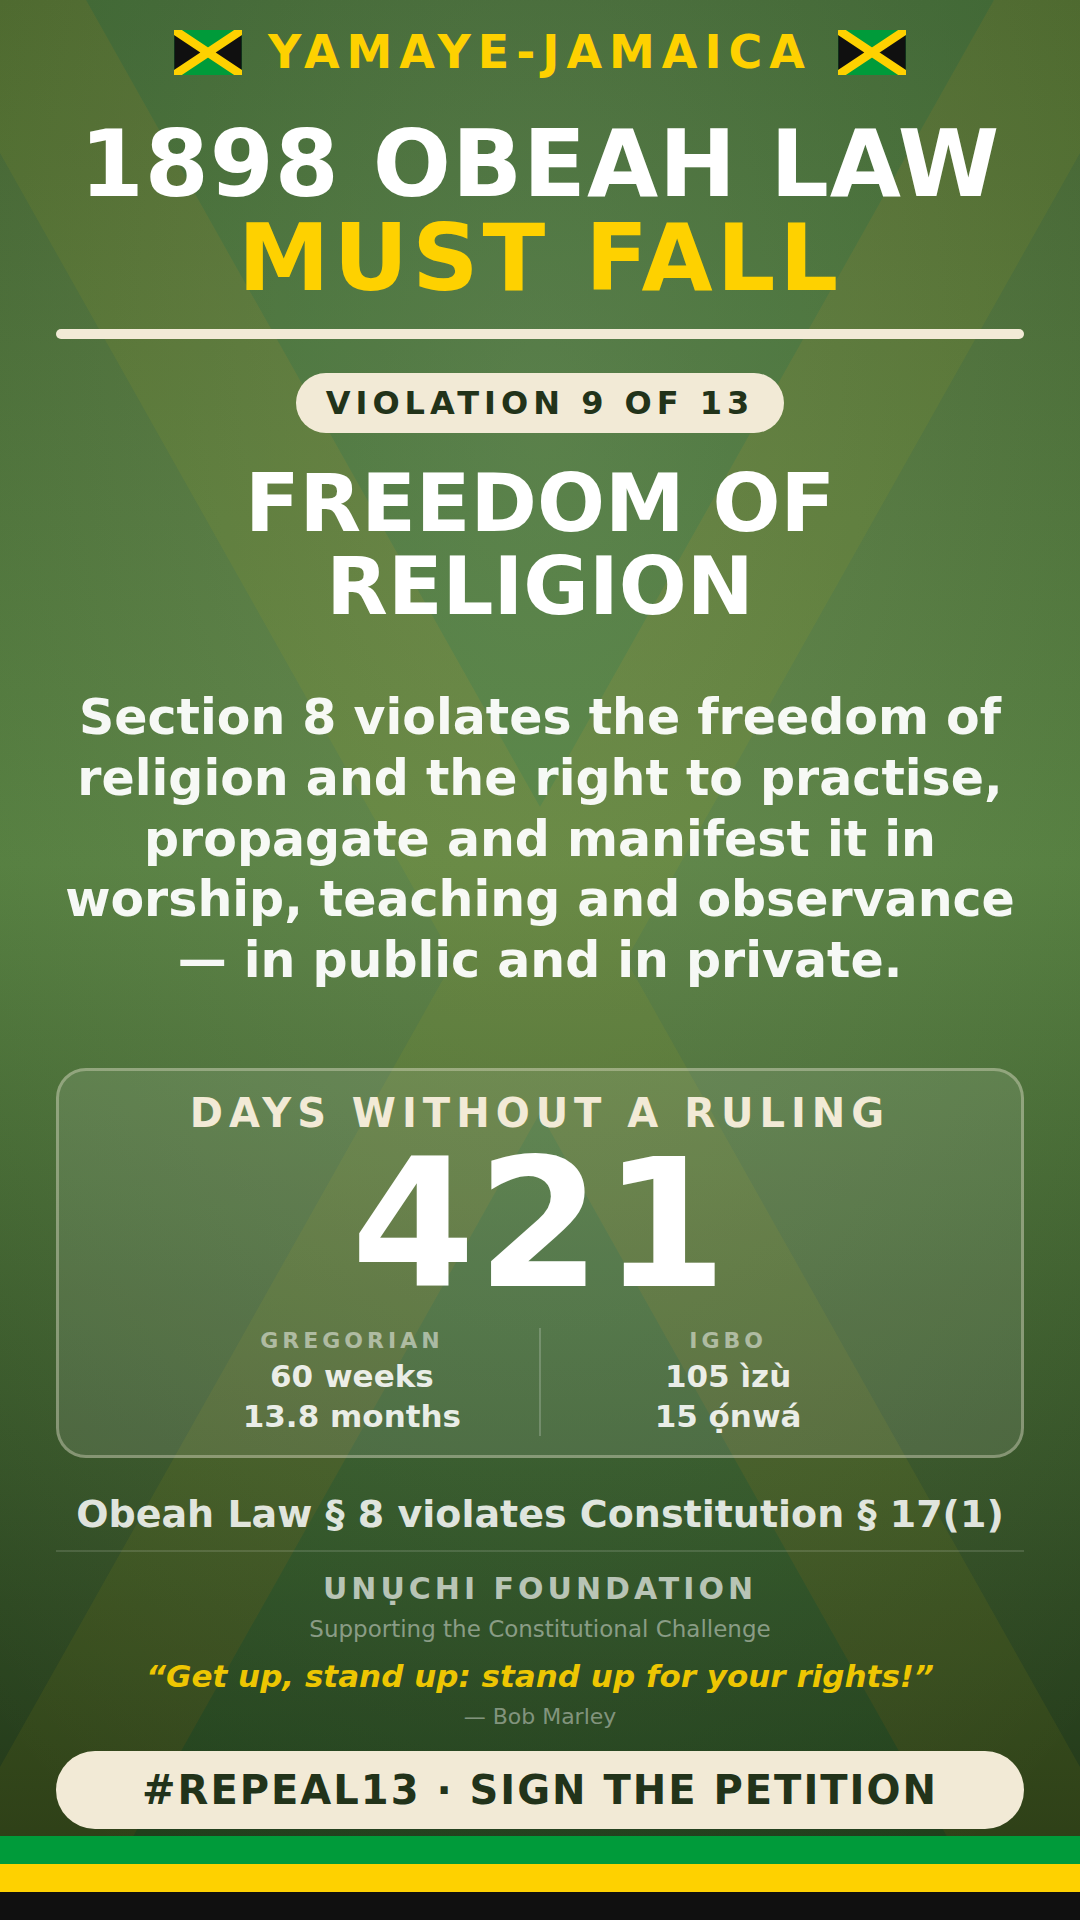 YAMAYE-JAMAICA
1898 OBEAH LAW
MUST FALL
VIOLATION 9 OF 13
FREEDOM OF
RELIGION
Section 8 violates the freedom of
religion and the right to practise,
propagate and manifest it in
worship, teaching and observance
— in public and in private.
DAYS WITHOUT A RULING
421
GREGORIAN
60 weeks
13.8 months
IGBO
105 ìzù
15 ọ́nwá
Obeah Law § 8 violates Constitution § 17(1)
UNỤCHI FOUNDATION
Supporting the Constitutional Challenge
“Get up, stand up: stand up for your rights!”
— Bob Marley
#REPEAL13 · SIGN THE PETITION